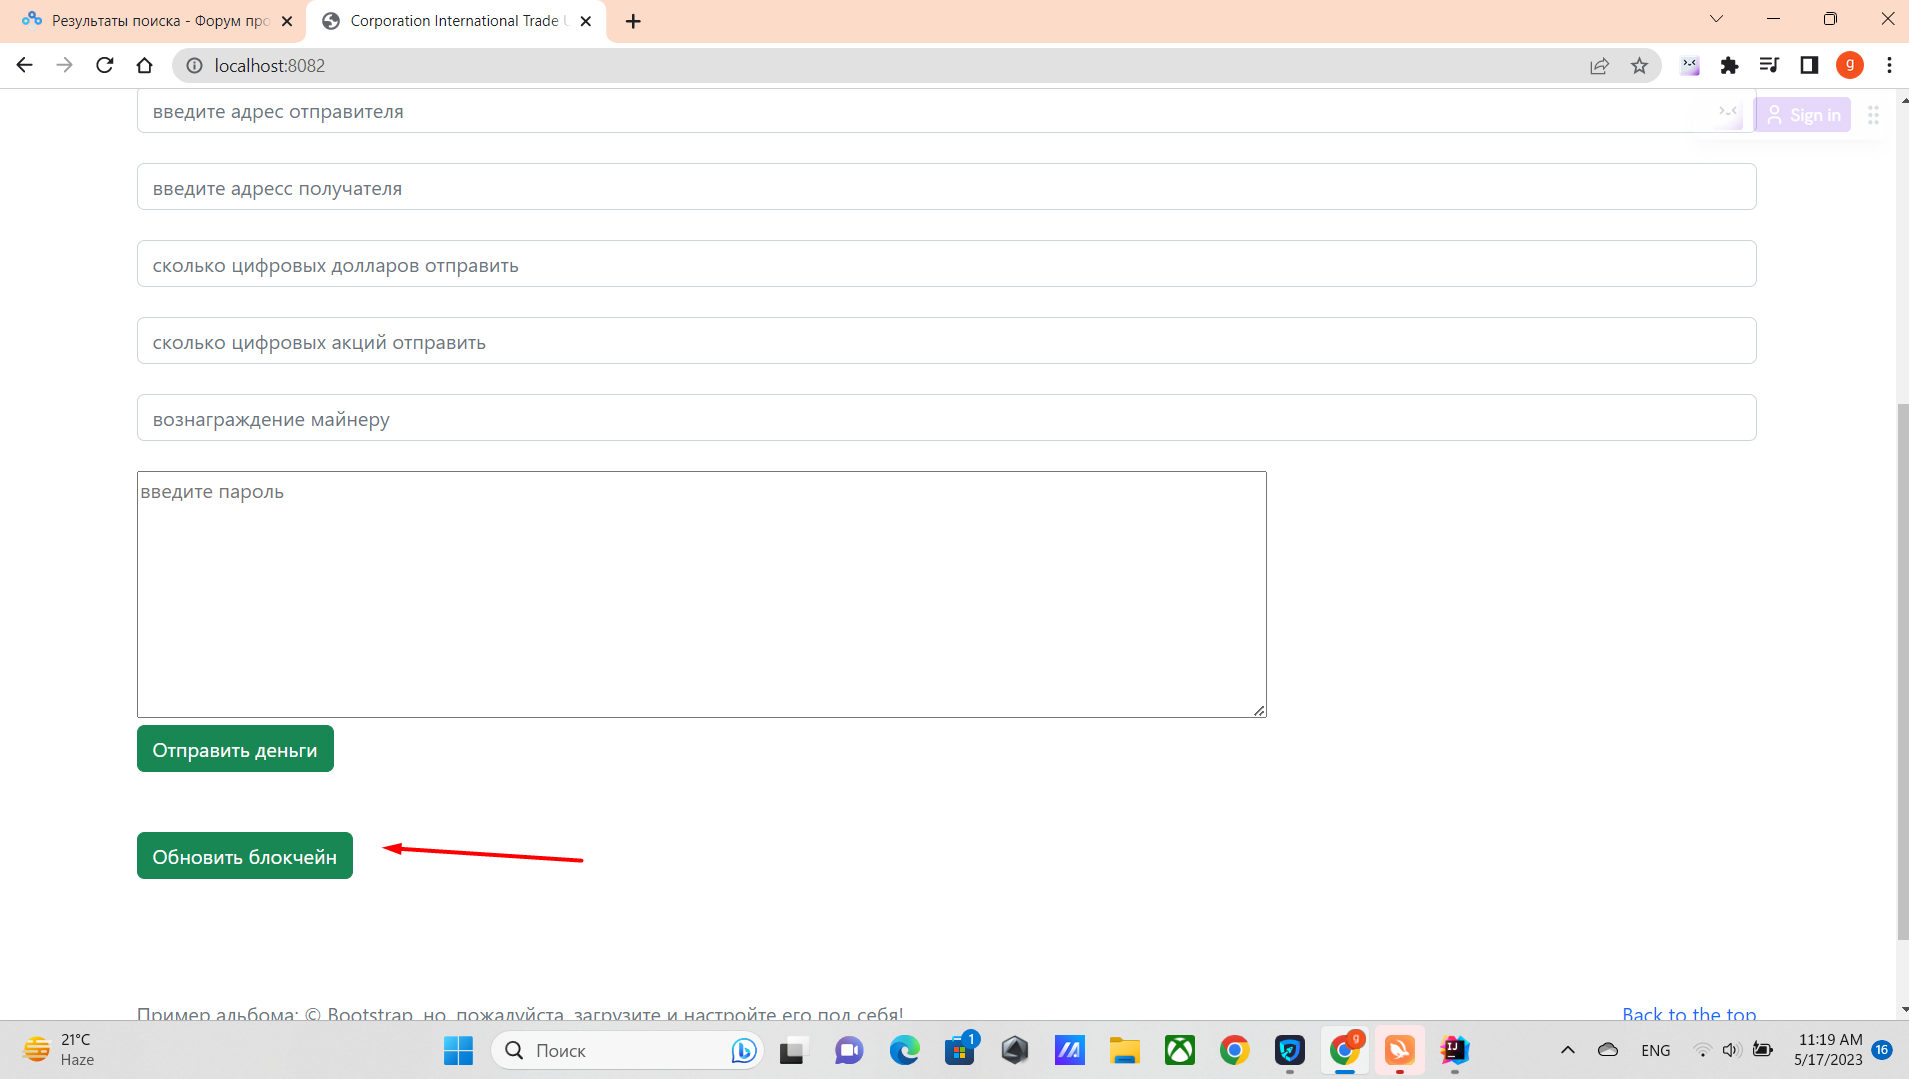 Результаты поиска - Форум про
Corporation International Trade U
localhost:8082
g
введите адрес отправителя
Sign in
введите адресс получателя
сколько цифровых долларов отправить
сколько цифровых акций отправить
вознаграждение майнеру
введите пароль
Отправить деньги
Обновить блокчейн
Пример альбома: © Bootstrap, но, пожалуйста, загрузите и настройте его под себя!
Back to the top
21°C
Haze
Поиск
1
g
IJ
ENG
11:19 AM
5/17/2023
16